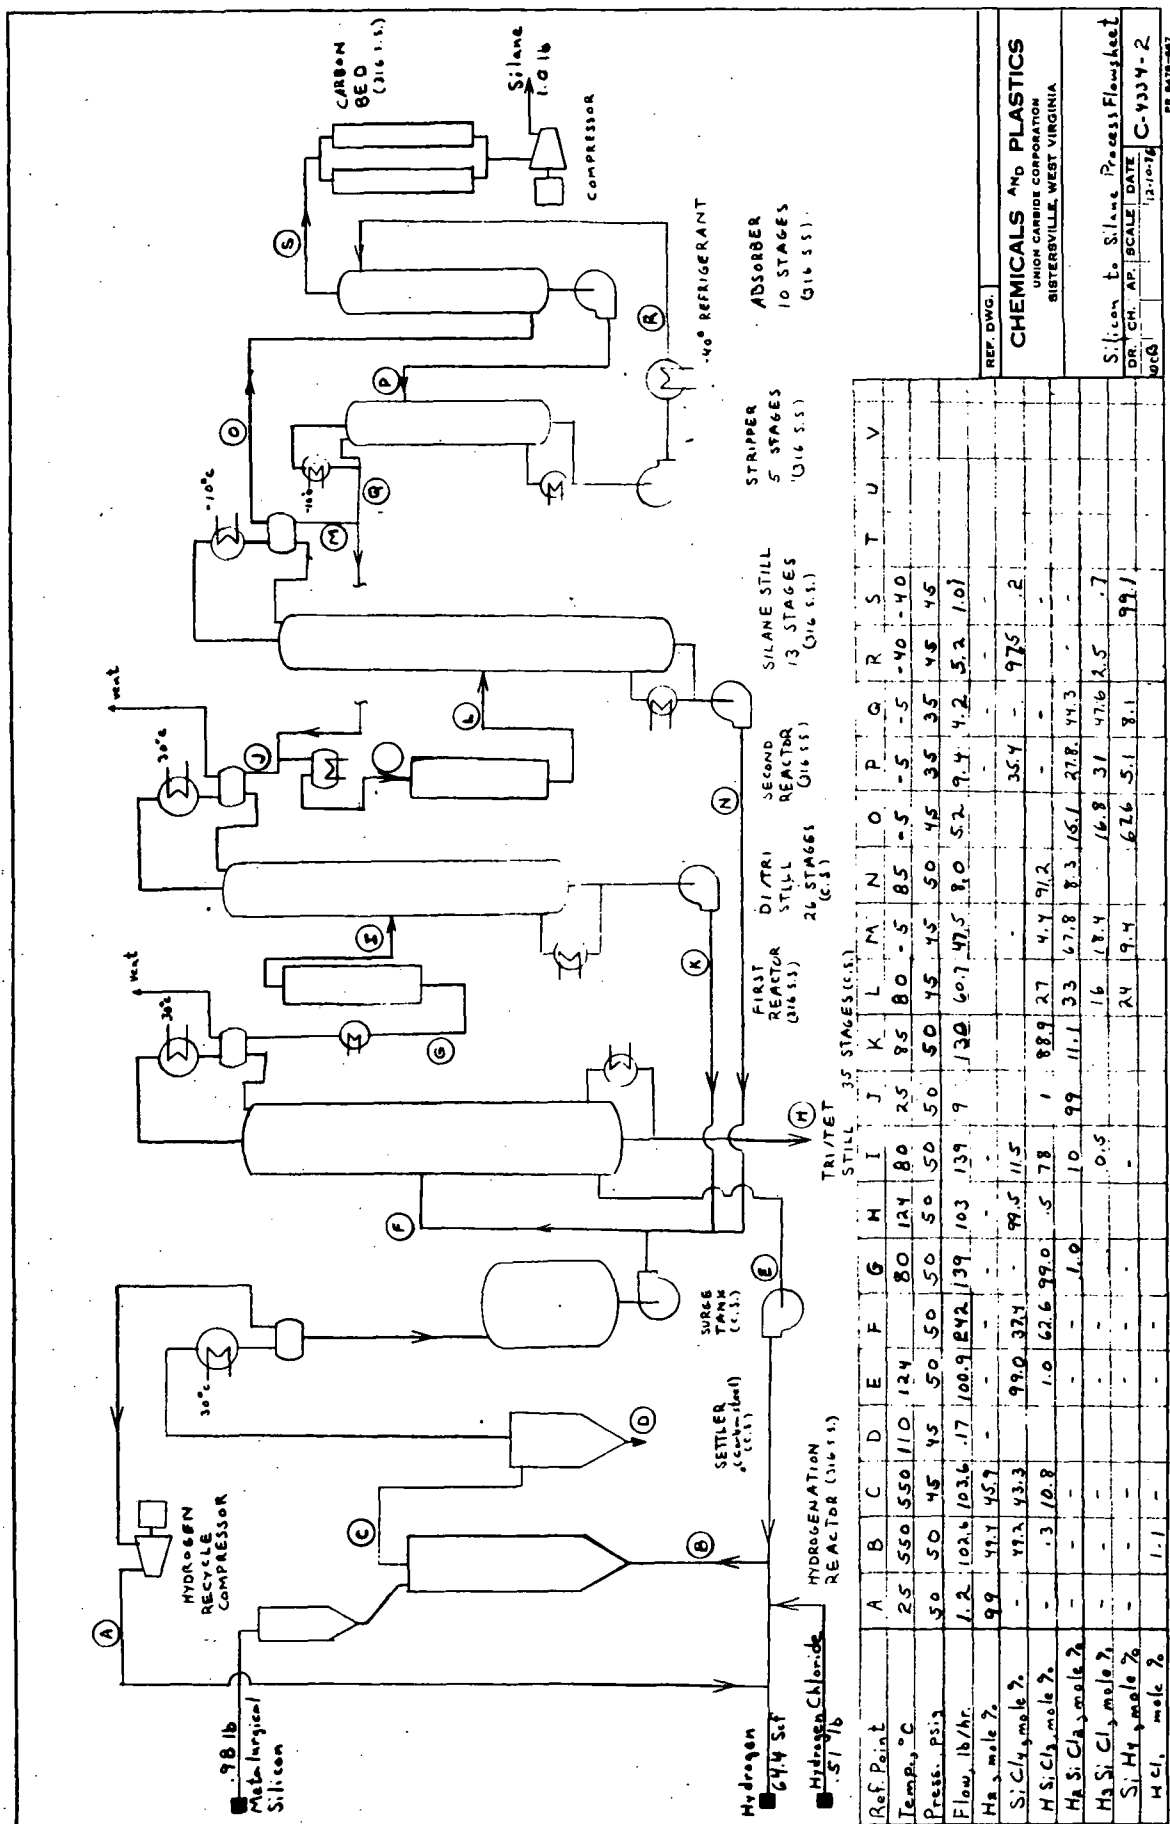 .98 lb
Metallurgical
Silicon
Hydrogen
64.4 Scf
Hydrogen Chloride
.51 lb
HYDROGEN
RECYCLE
COMPRESSOR
A
B
C
D
E
F
G
H
J
K
L
M
N
O
P
Q
R
S
30°c
30°c
30°c
-10°c
-10°
vent
vent
HYDROGENATION
REACTOR (316 s.s.)
SETTLER
(Carbon steel)
(C.S.)
SURGE
TANK
(C.S.)
TRI/TET
STILL 35 STAGES (C.S.)
FIRST
REACTOR
(316 s.s)
DI/TRI
STILL
26 STAGES
(C.S)
SECOND
REACTOR
(316 s.s)
SILANE STILL
13 STAGES
(316 s.s.)
STRIPPER
5 STAGES
(316 s.s)
-40° REFRIGERANT
ABSORBER
10 STAGES
(316 s.s).
COMPRESSOR
CARBON
BED
(316 s.s.)
Silane
1.0 lb
Ref. Point A B C D E F G H I J K L M N O P Q R S T U V
Temp., °C 25 550 550 110 124 80 124 80 25 85 80 -5 85 -5 -5 -5 -40 -40
Press. psig 50 50 45 45 50 50 50 50 50 50 50 45 45 50 45 35 35 45 45
Flow, lb/hr. 1.2 102.6 103.6 .17 100.9 242 139 103 139 9 130 60.7 47.5 8.0 5.2 9.4 4.2 5.2 1.01
H2, mole % 99 49.4 45.9 - - - - - - - -
SiCl4, mole % - 49.2 43.3 99.0 37.4 - 99.5 11.5 - 35.4 - 97.5 .2
HSiCl3, mole % - .3 10.8 1.0 62.6 99.0 .5 78 1 88.9 27 4.4 91.2 - - -
H2SiCl2, mole % - - - - - 1.0 10 99 11.1 33 67.8 8.3 15.1 27.8 44.3 - -
H3SiCl, mole % - - - - - - 0.5 16 18.4 16.8 31 47.6 2.5 .7
SiH4, mole % - - - - - - - 24 9.4 67.6 5.1 8.1 99.1
HCl, mole % 1.1 - -
REF. DWG.
CHEMICALS AND PLASTICS
UNION CARBIDE CORPORATION
SISTERSVILLE, WEST VIRGINIA
Silicon to Silane Process Flowsheet
DR. CH. AP. SCALE DATE
12-10-76
C-4334-2